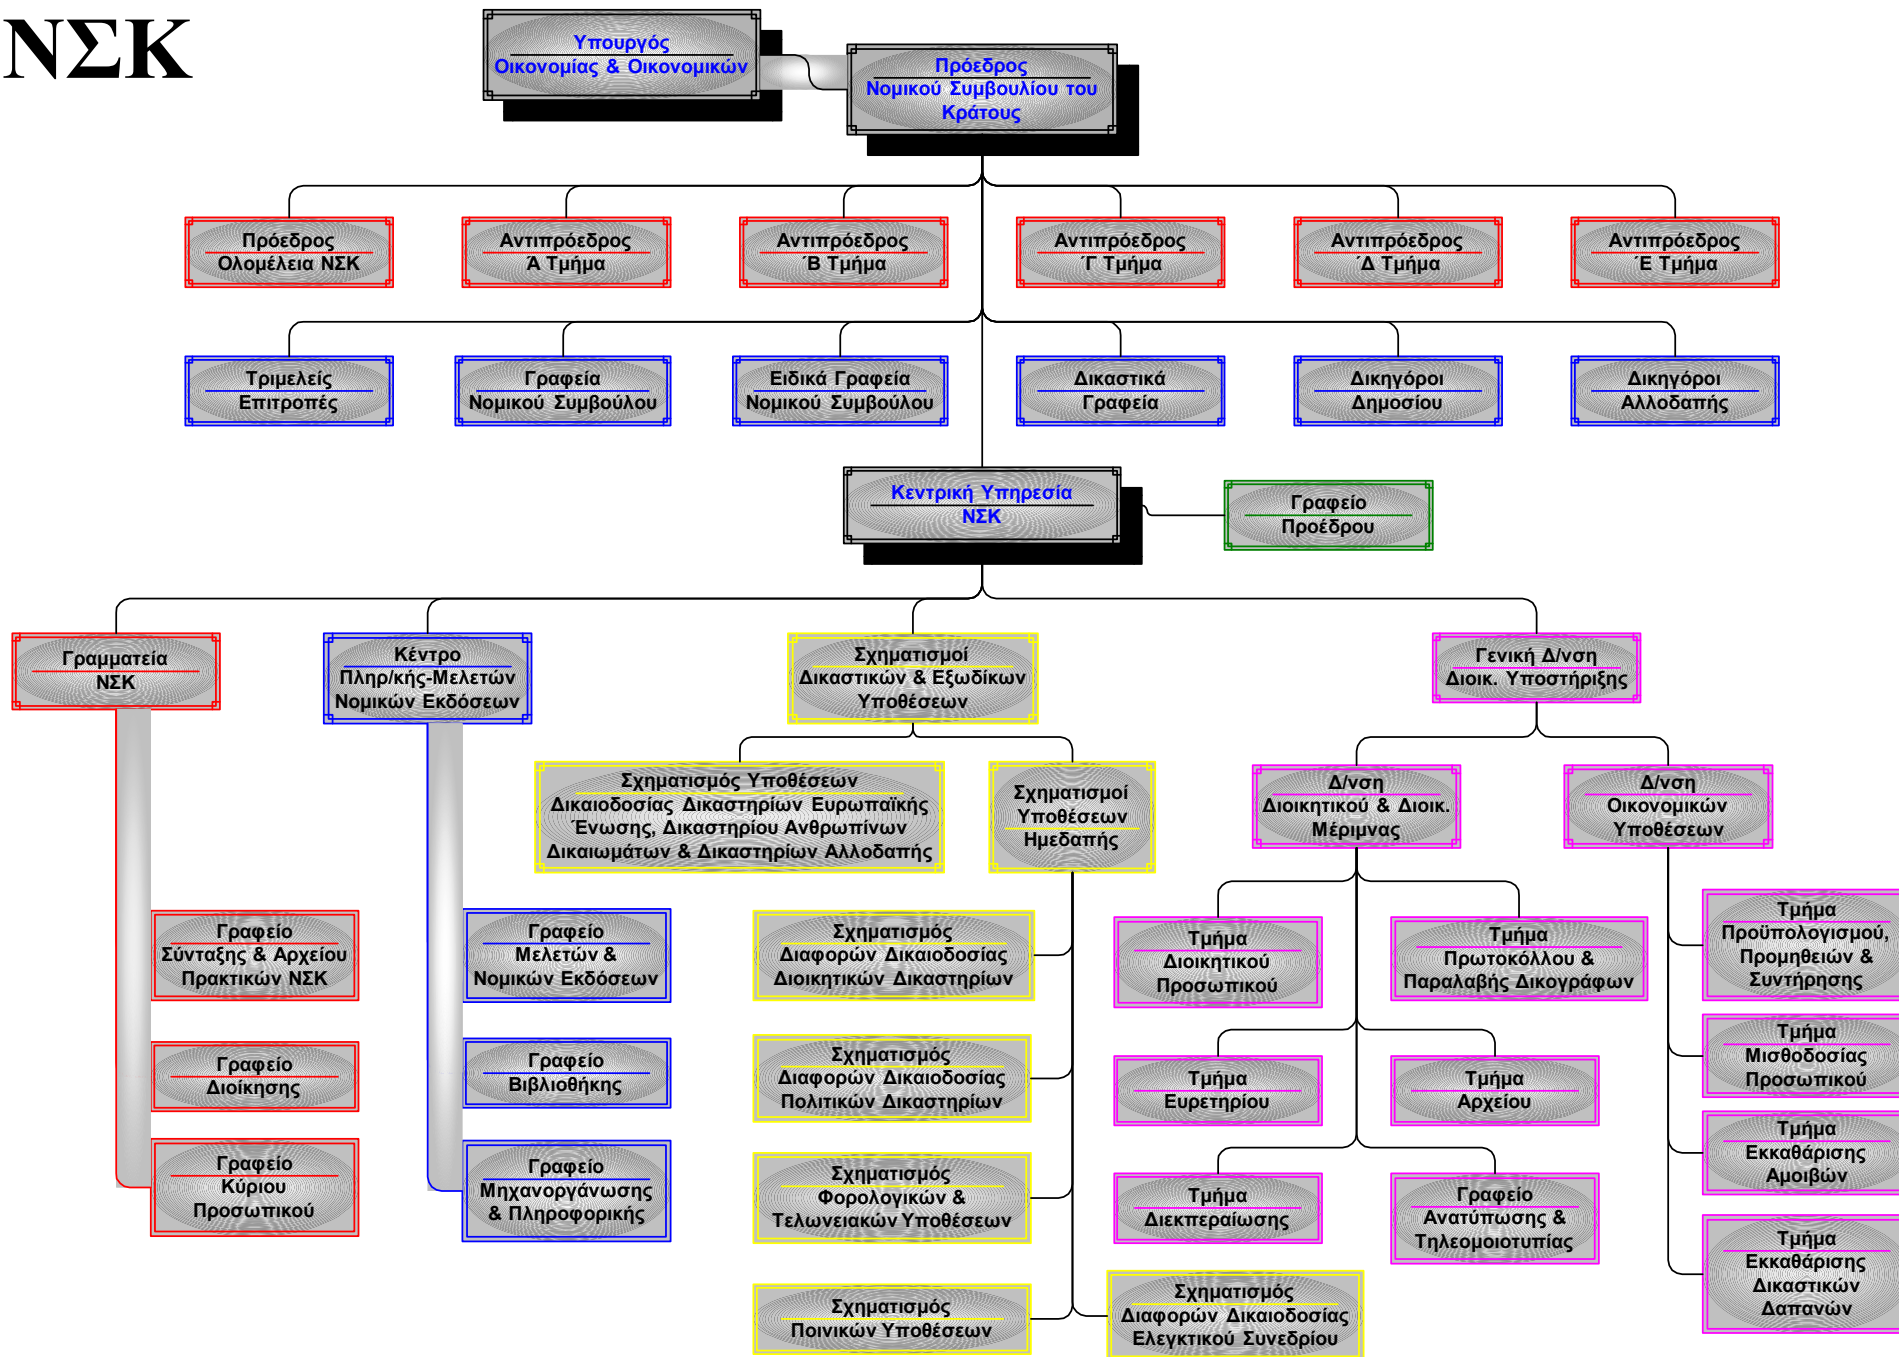 ΝΣΚ
Υπουργός
Οικονομίας & Οικονομικών
Πρόεδρος
Νομικού Συμβουλίου του
Κράτους
Πρόεδρος
Ολομέλεια ΝΣΚ
Αντιπρόεδρος
Ά Τμήμα
Αντιπρόεδρος
΄Β Τμήμα
Αντιπρόεδρος
΄Γ Τμήμα
Αντιπρόεδρος
΄Δ Τμήμα
Αντιπρόεδρος
΄Ε Τμήμα
Τριμελείς
Επιτροπές
Γραφεία
Νομικού Συμβούλου
Ειδικά Γραφεία
Νομικού Συμβούλου
Δικαστικά
Γραφεία
Δικηγόροι
Δημοσίου
Δικηγόροι
Αλλοδαπής
Κεντρική Υπηρεσία
ΝΣΚ
Γραφείο
Προέδρου
Γραμματεία
ΝΣΚ
Κέντρο
Πληρ/κής-Μελετών
Νομικών Εκδόσεων
Σχηματισμοί
Δικαστικών & Εξωδίκων
Υποθέσεων
Γενική Δ/νση
Διοικ. Υποστήριξης
Σχηματισμός Υποθέσεων
Δικαιοδοσίας Δικαστηρίων Ευρωπαϊκής
Ένωσης, Δικαστηρίου Ανθρωπίνων
Δικαιωμάτων & Δικαστηρίων Αλλοδαπής
Σχηματισμοί
Υποθέσεων
Ημεδαπής
Δ/νση
Διοικητικού & Διοικ.
Μέριμνας
Δ/νση
Οικονομικών
Υποθέσεων
Γραφείο
Σύνταξης & Αρχείου
Πρακτικών ΝΣΚ
Γραφείο
Διοίκησης
Γραφείο
Κύριου
Προσωπικού
Γραφείο
Μελετών &
Νομικών Εκδόσεων
Γραφείο
Βιβλιοθήκης
Γραφείο
Μηχανοργάνωσης
& Πληροφορικής
Σχηματισμός
Διαφορών Δικαιοδοσίας
Διοικητικών Δικαστηρίων
Σχηματισμός
Διαφορών Δικαιοδοσίας
Πολιτικών Δικαστηρίων
Σχηματισμός
Φορολογικών &
Τελωνειακών Υποθέσεων
Σχηματισμός
Ποινικών Υποθέσεων
Σχηματισμός
Διαφορών Δικαιοδοσίας
Ελεγκτικού Συνεδρίου
Τμήμα
Διοικητικού
Προσωπικού
Τμήμα
Πρωτοκόλλου &
Παραλαβής Δικογράφων
Τμήμα
Ευρετηρίου
Τμήμα
Αρχείου
Τμήμα
Διεκπεραίωσης
Γραφείο
Ανατύπωσης &
Τηλεομοιοτυπίας
Τμήμα
Προϋπολογισμού,
Προμηθειών &
Συντήρησης
Τμήμα
Μισθοδοσίας
Προσωπικού
Τμήμα
Εκκαθάρισης
Αμοιβών
Τμήμα
Εκκαθάρισης
Δικαστικών
Δαπανών